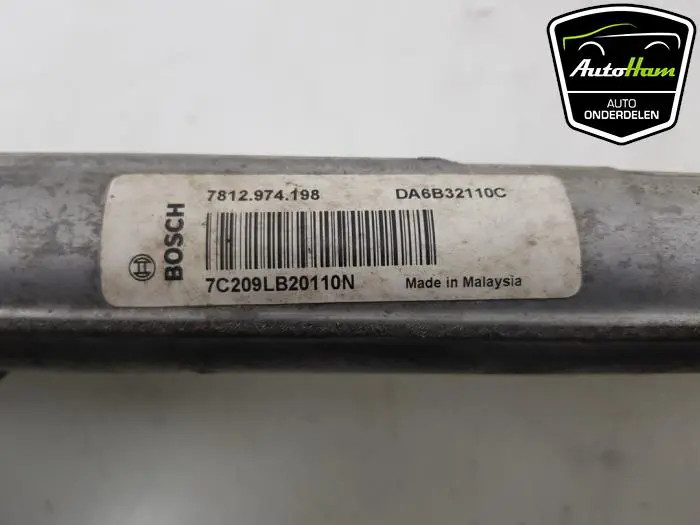 AutoHam
AUTO
ONDERDELEN
BOSCH
7812.974.198 DA6B32110C
7C209LB20110N Made in Malaysia